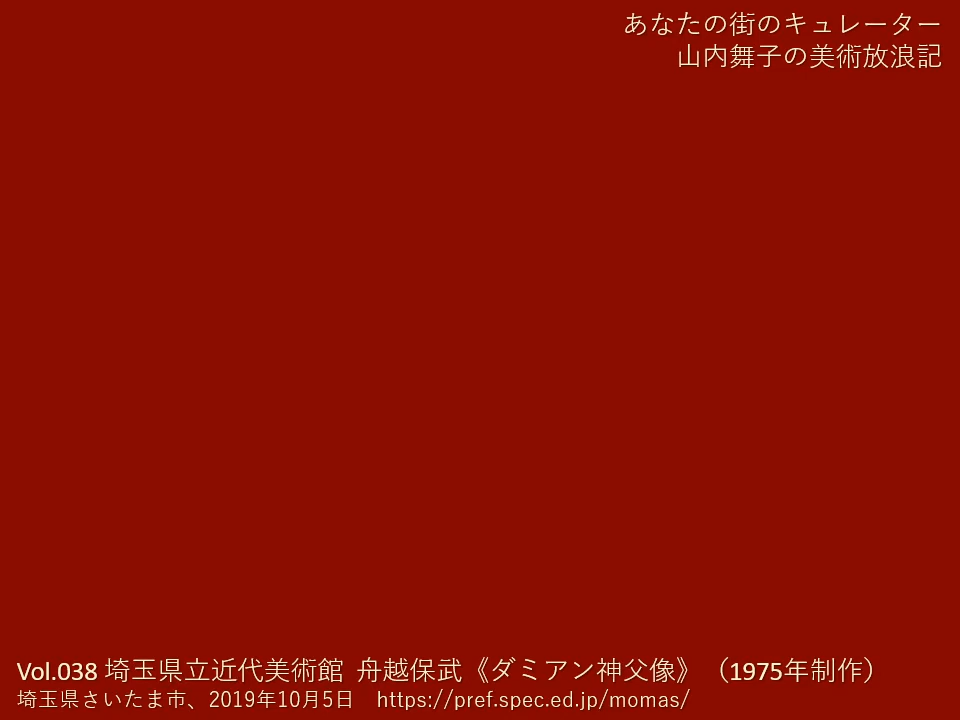 あなたの街のキュレーター
山内舞子の美術放浪記
Vol.038 埼玉県立近代美術館 舟越保武《ダミアン神父像》（1975年制作）
埼玉県さいたま市、2019年10月5日　https://pref.spec.ed.jp/momas/